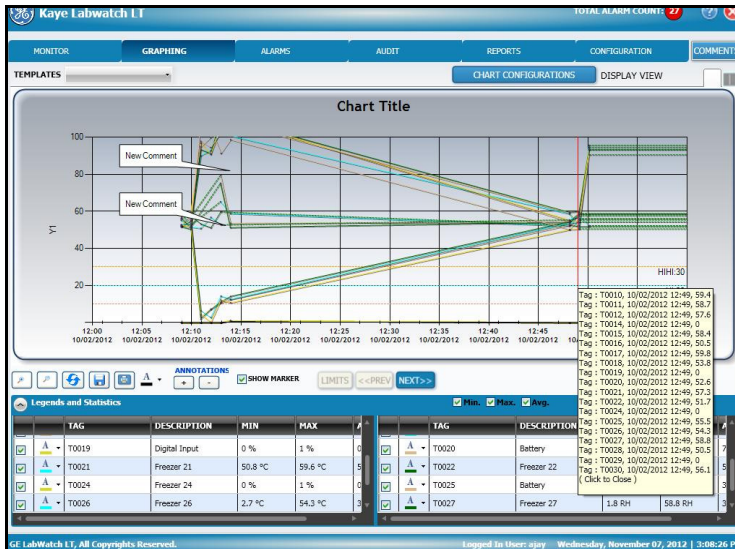 Kaye Labwatch LT
TOTAL ALARM COUNT: 27 ?
MONITOR GRAPHING ALARMS AUDIT REPORTS CONFIGURATION COMMENTS
TEMPLATES CHART CONFIGURATIONS DISPLAY VIEW
Chart Title
100
80
60
40
20
Y1
New Comment
New Comment
HIHI:30
12:00 12:05 12:10 12:15 12:20 12:25 12:30 12:35 12:40 12:45
10/02/2012 10/02/2012 10/02/2012 10/02/2012 10/02/2012 10/02/2012 10/02/2012 10/02/2012 10/02/2012 10/02/2012
Tag : T0010, 10/02/2012 12:49, 59.4
Tag : T0011, 10/02/2012 12:49, 58.7
Tag : T0012, 10/02/2012 12:49, 57.6
Tag : T0014, 10/02/2012 12:49, 0
Tag : T0015, 10/02/2012 12:49, 58.4
Tag : T0016, 10/02/2012 12:49, 50.5
Tag : T0017, 10/02/2012 12:49, 59.8
Tag : T0018, 10/02/2012 12:49, 53.8
Tag : T0019, 10/02/2012 12:49, 0
Tag : T0020, 10/02/2012 12:49, 52.6
Tag : T0021, 10/02/2012 12:49, 57.3
Tag : T0022, 10/02/2012 12:49, 51.7
Tag : T0024, 10/02/2012 12:49, 0
Tag : T0025, 10/02/2012 12:49, 55.5
Tag : T0026, 10/02/2012 12:49, 54.3
Tag : T0027, 10/02/2012 12:49, 58.8
Tag : T0028, 10/02/2012 12:49, 50.5
Tag : T0029, 10/02/2012 12:49, 0
Tag : T0030, 10/02/2012 12:49, 56.1
( Click to Close )
A ANNOTATIONS + - SHOW MARKER LIMITS <<PREV NEXT>>
Legends and Statistics Min. Max. Avg.
TAG DESCRIPTION MIN MAX A TAG DESCRIPTION
A T0019 Digital Input 0 % 1 % 0 A T0020 Battery
A T0021 Freezer 21 50.8 °C 59.6 °C 5 A T0022 Freezer 22
A T0024 Freezer 24 0 % 1 % 0 A T0025 Battery
A T0026 Freezer 26 2.7 °C 54.3 °C 3 A T0027 Freezer 27 1.8 RH 58.8 RH 3
GE LabWatch LT, All Copyrights Reserved. Logged In User: ajay Wednesday, November 07, 2012 | 3:08:26 P